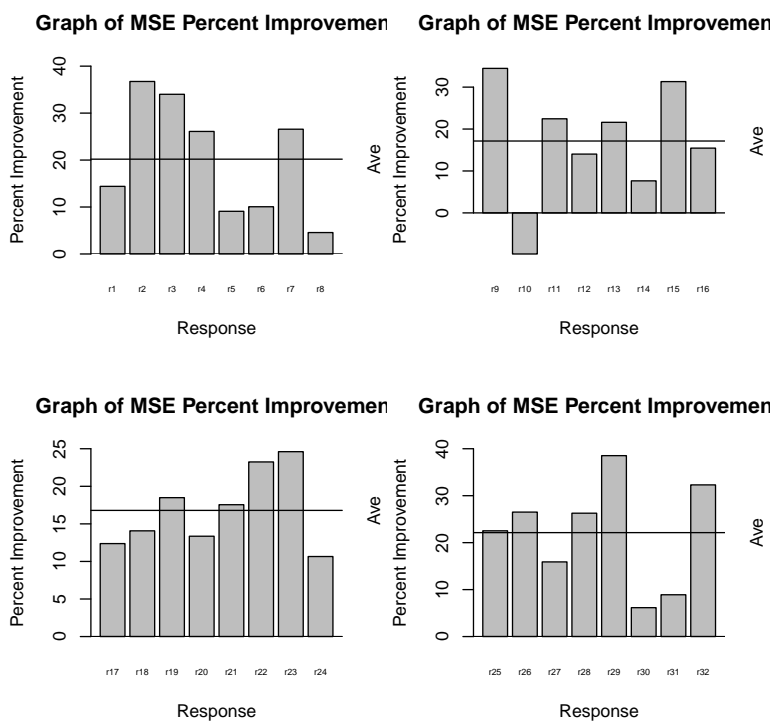 Graph of MSE Percent Improvemen
40
30
20
10
0
Percent Improvement
Ave
r1 r2 r3 r4 r5 r6 r7 r8
Response
Graph of MSE Percent Improvemen
30
20
10
0
Percent Improvement
Ave
r9 r10 r11 r12 r13 r14 r15 r16
Response
Graph of MSE Percent Improvemen
25
20
15
10
5
0
Percent Improvement
Ave
r17 r18 r19 r20 r21 r22 r23 r24
Response
Graph of MSE Percent Improvemen
40
30
20
10
0
Percent Improvement
Ave
r25 r26 r27 r28 r29 r30 r31 r32
Response